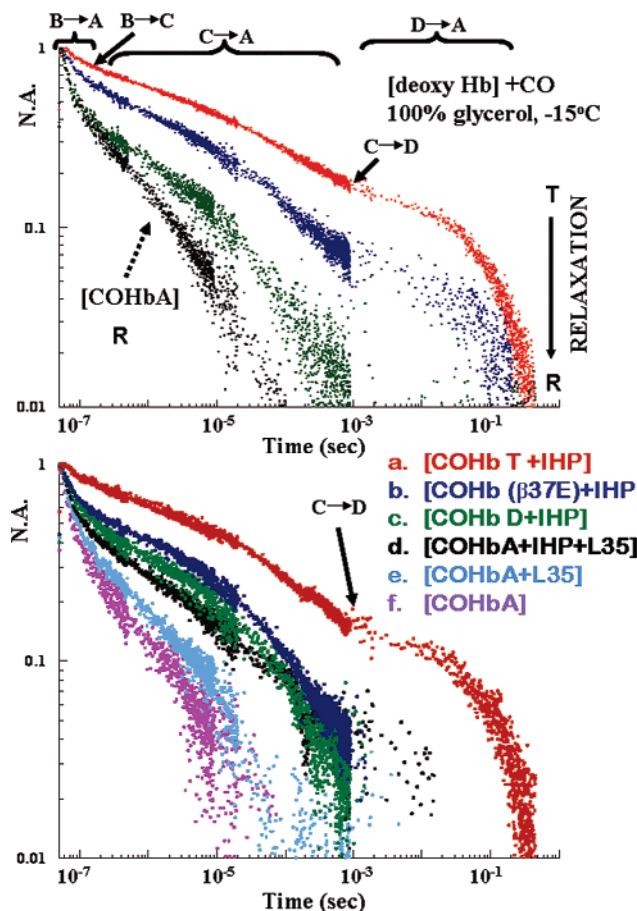 B→A B→C C→A D→A
[deoxy Hb] +CO
100% glycerol, -15°C
C→D
T
RELAXATION
R
[COHbA]
R
N.A.
1
0.1
0.01
10-7 10-5 10-3 10-1
Time (sec)
a. [COHb T +IHP]
b. [COHb (β37E)+IHP
c. [COHb D+IHP]
d. [COHbA+IHP+L35]
e. [COHbA+L35]
f. [COHbA]
C→D
N.A.
1
0.1
0.01
10-7 10-5 10-3 10-1
Time (sec)